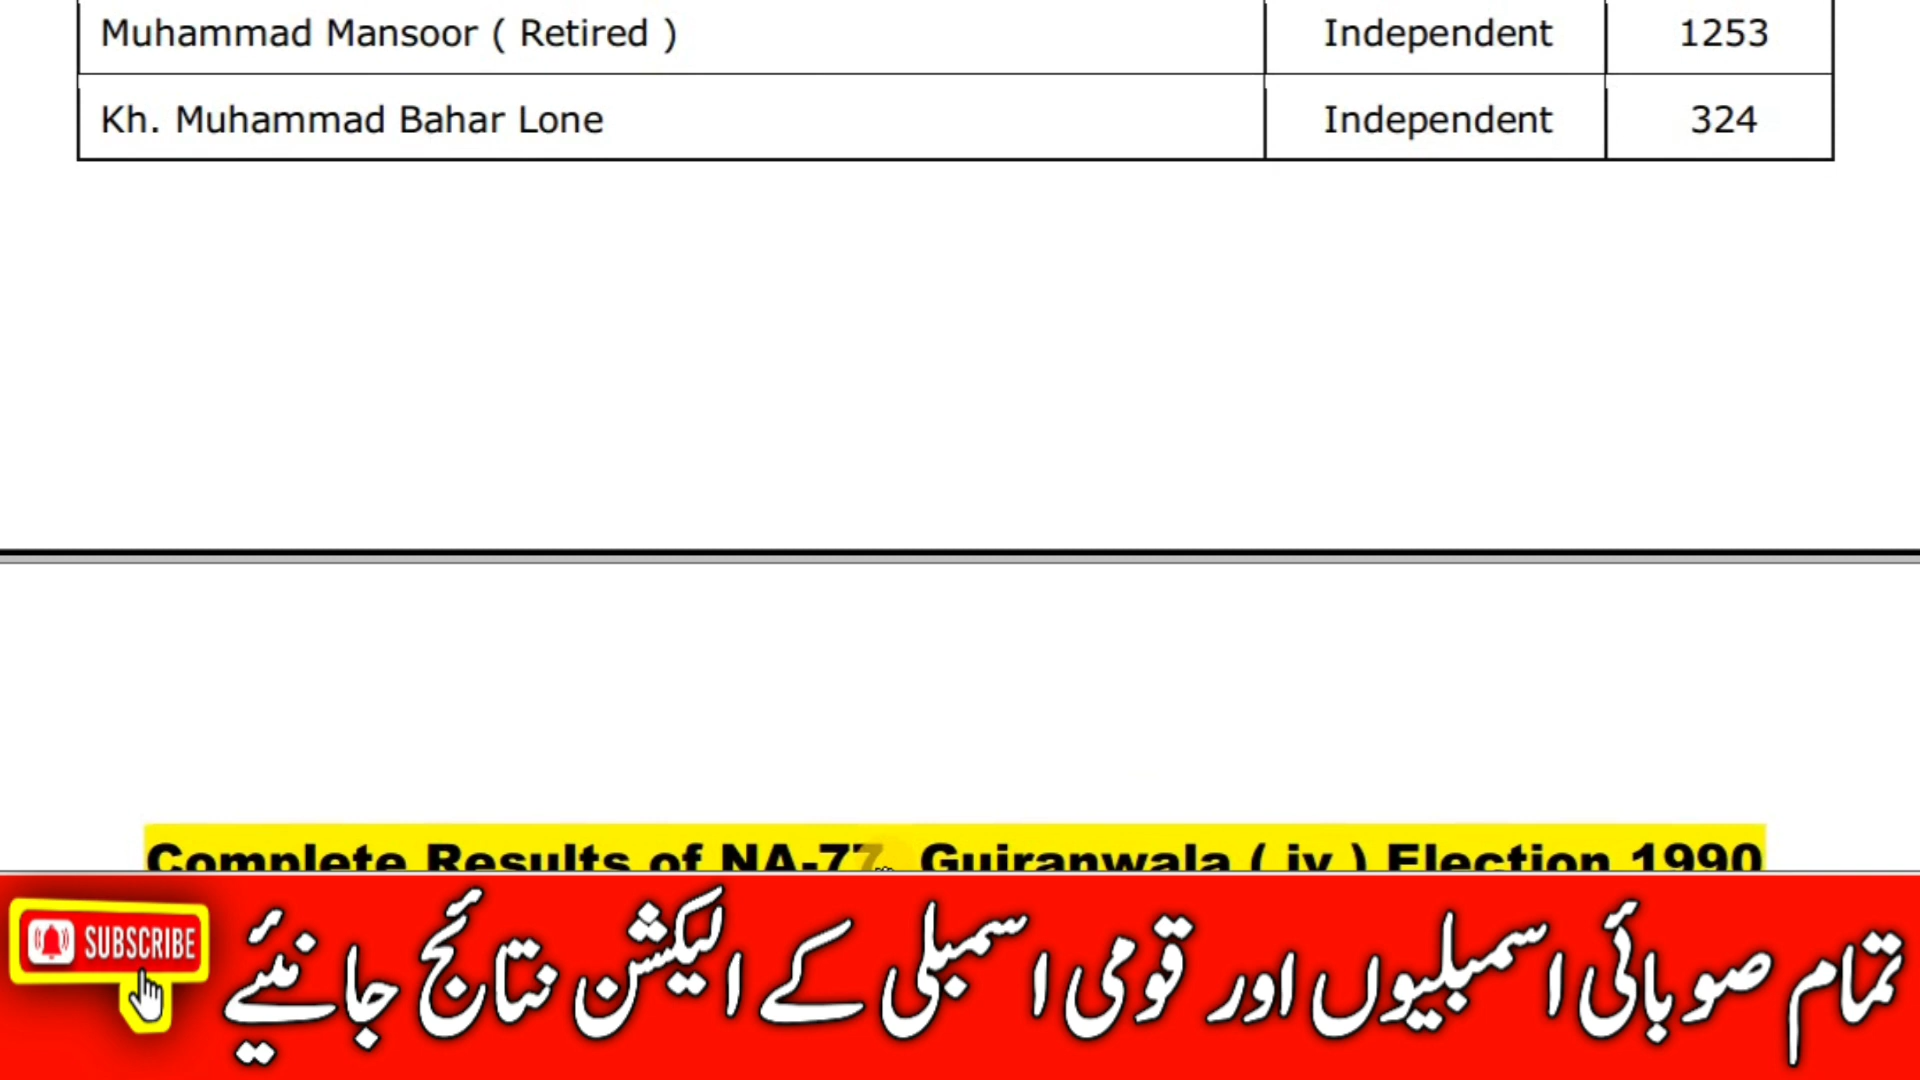 Muhammad Mansoor ( Retired ) Independent 1253
Kh. Muhammad Bahar Lone Independent 324
Complete Results of NA-77 Gujranwala ( iv ) Election 1990
SUBSCRIBE
تمام صوبائی اسمبلیوں اور قومی اسمبلی کے الیکشن نتائج جانئیے